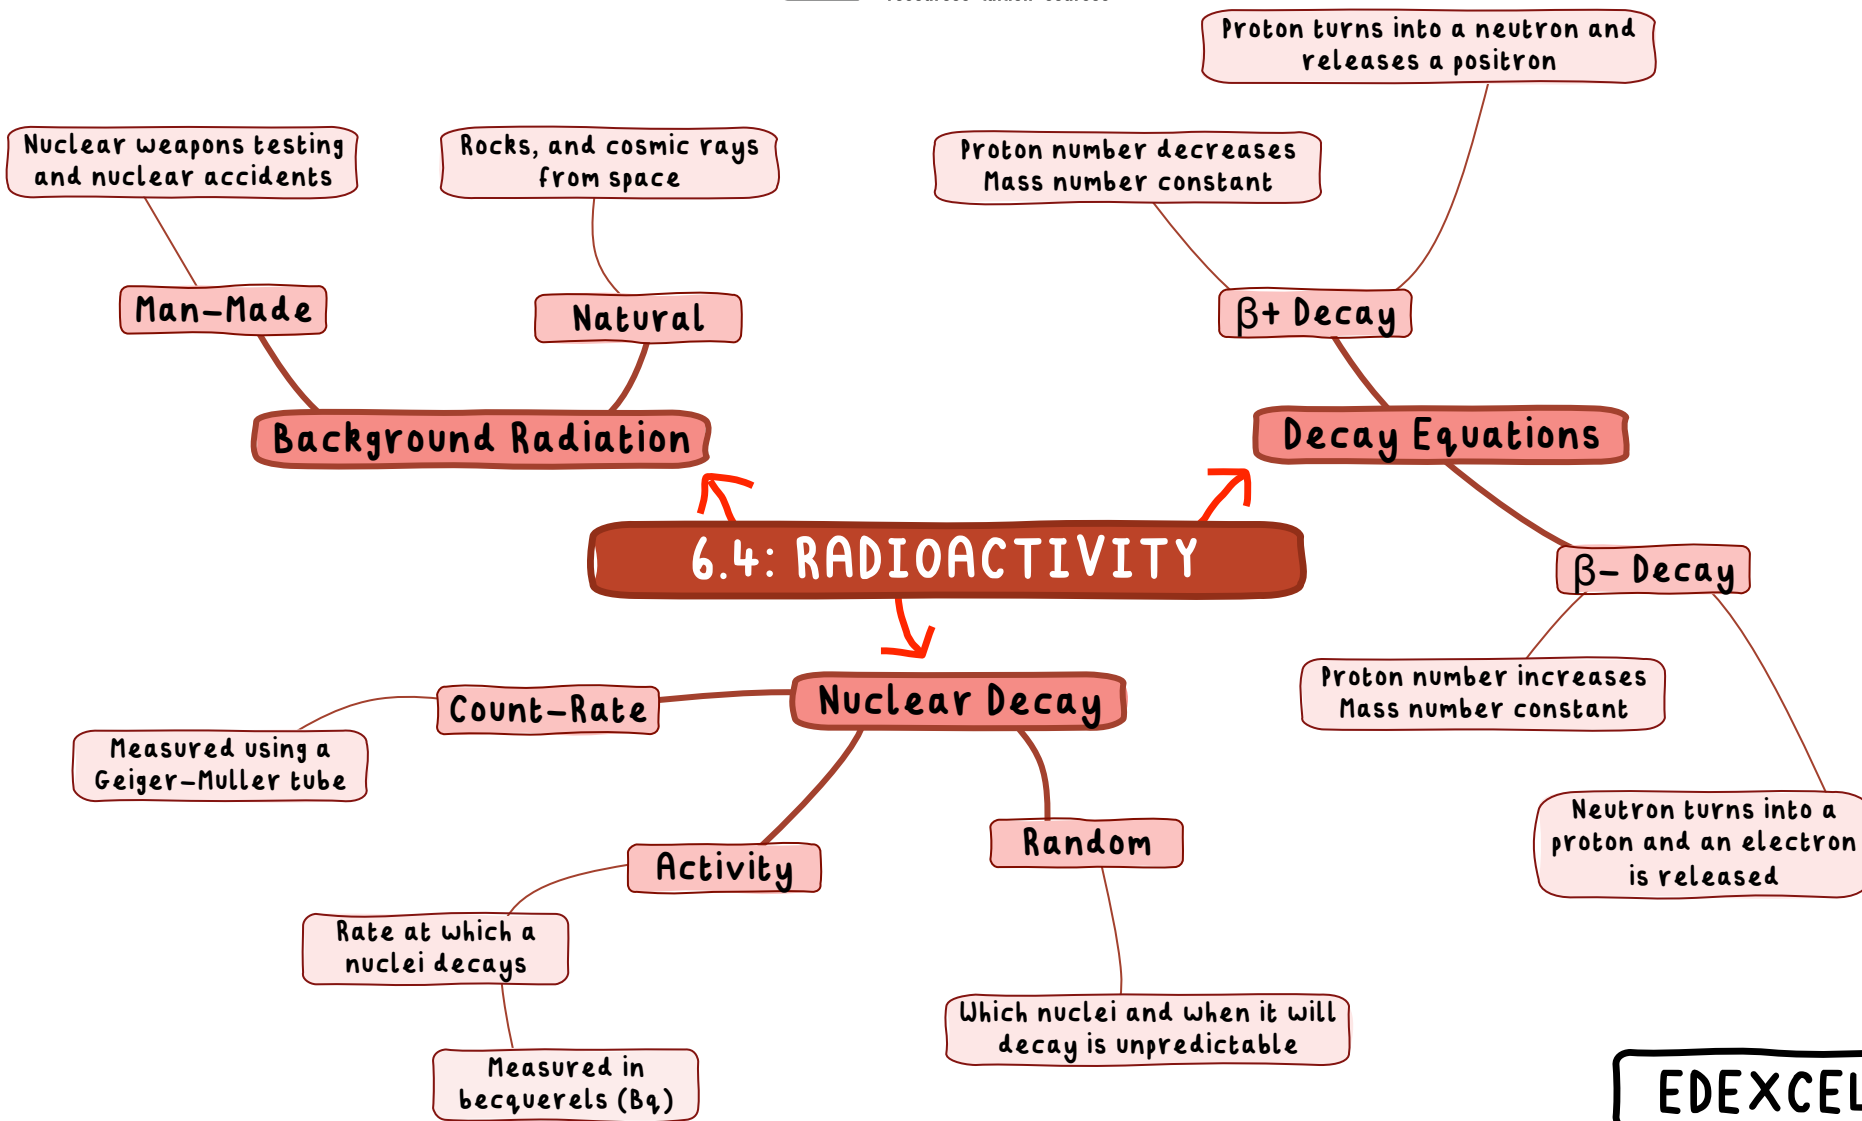 Proton turns into a neutron and
releases a positron
Nuclear weapons testing
and nuclear accidents
Rocks, and cosmic rays
from space
Proton number decreases
Mass number constant
Man-Made
Natural
β+ Decay
Background Radiation
Decay Equations
6.4: RADIOACTIVITY
β- Decay
Proton number increases
Mass number constant
Count-Rate
Nuclear Decay
Measured using a
Geiger-Muller tube
Neutron turns into a
proton and an electron
is released
Activity
Random
Rate at which a
nuclei decays
Which nuclei and when it will
decay is unpredictable
Measured in
becquerels (Bq)
EDEXCEL